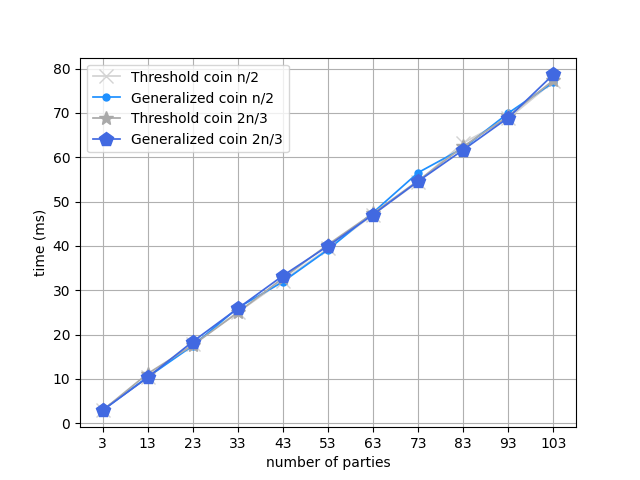 Threshold coin n/2
Generalized coin n/2
Threshold coin 2n/3
Generalized coin 2n/3
80
70
60
50
40
30
20
10
0
time (ms)
3 13 23 33 43 53 63 73 83 93 103
number of parties